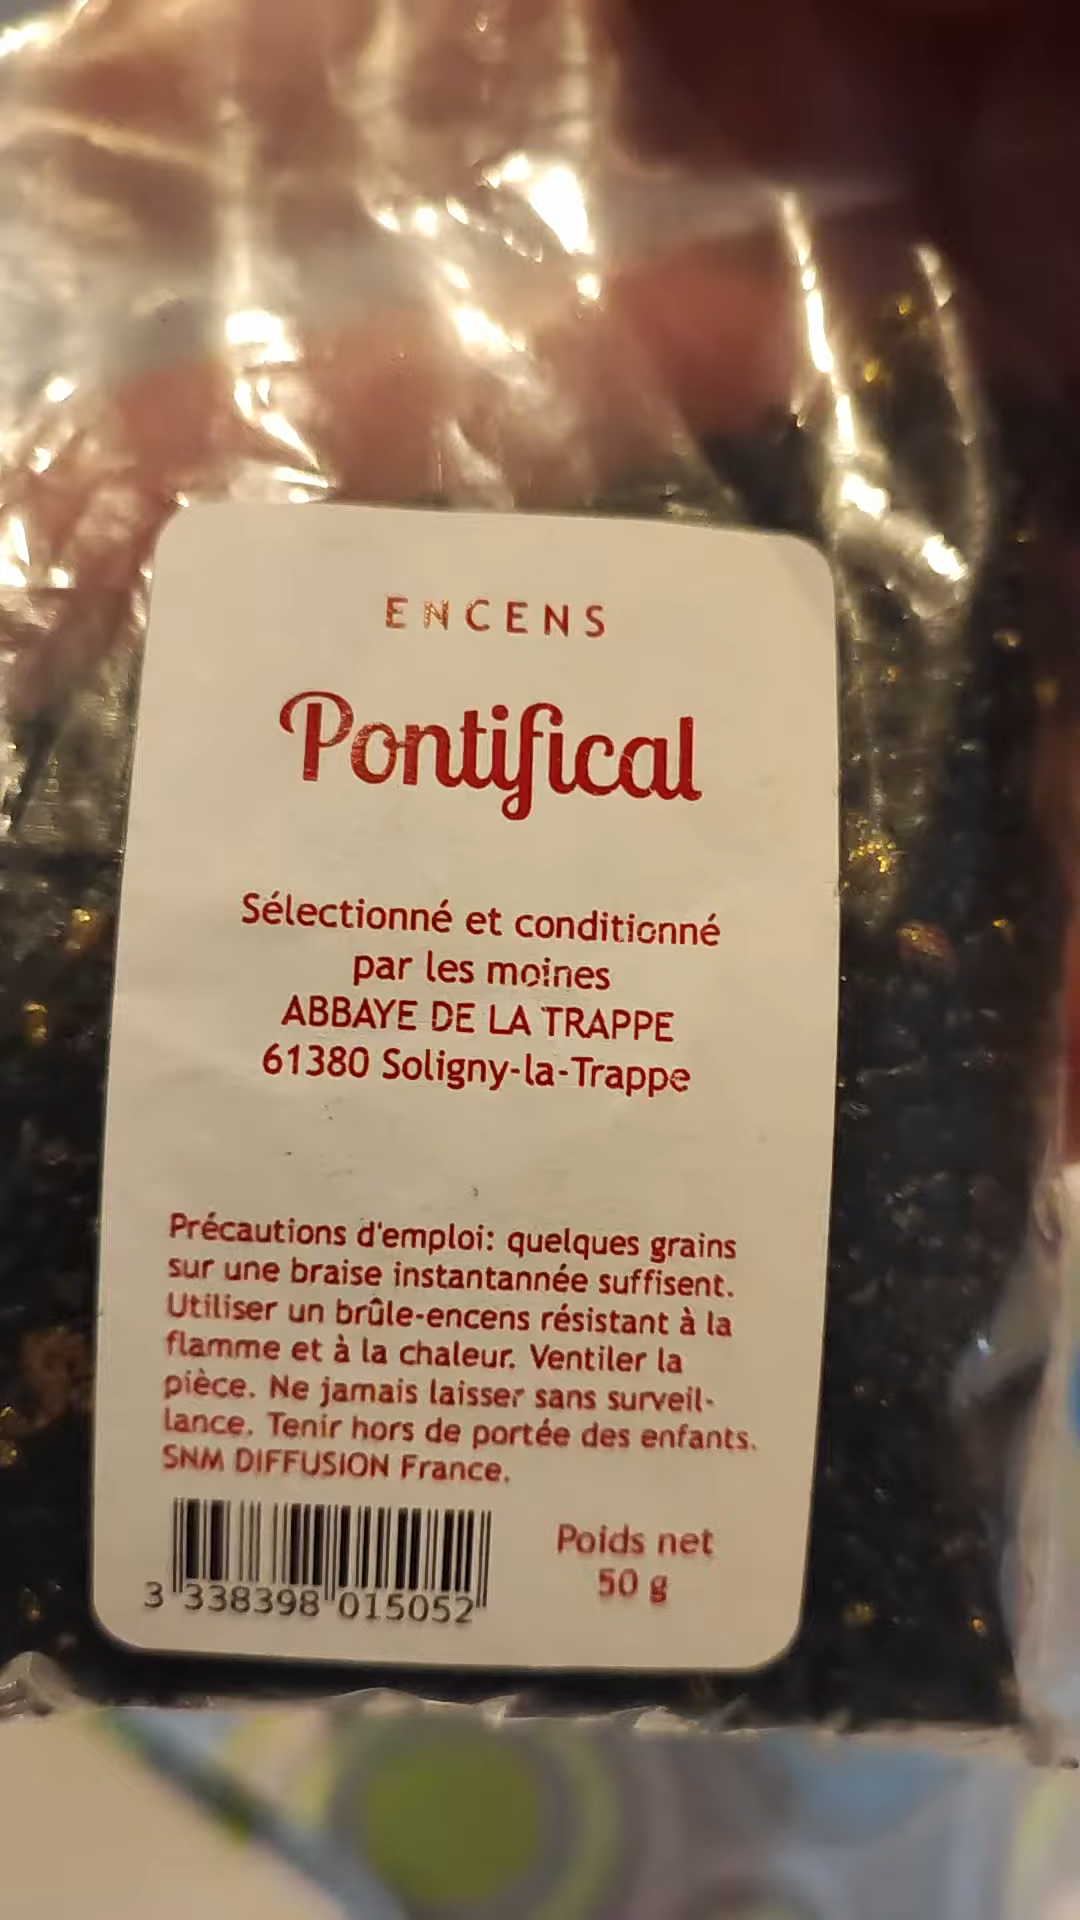 ENCENS
Pontifical
Sélectionné et conditionné
par les moines
ABBAYE DE LA TRAPPE
61380 Soligny-la-Trappe
Précautions d'emploi: quelques grains
sur une braise instantannée suffisent.
Utiliser un brûle-encens résistant à la
flamme et à la chaleur. Ventiler la
pièce. Ne jamais laisser sans surveil-
lance. Tenir hors de portée des enfants.
SNM DIFFUSION France.
3 338398 015052
Poids net
50 g